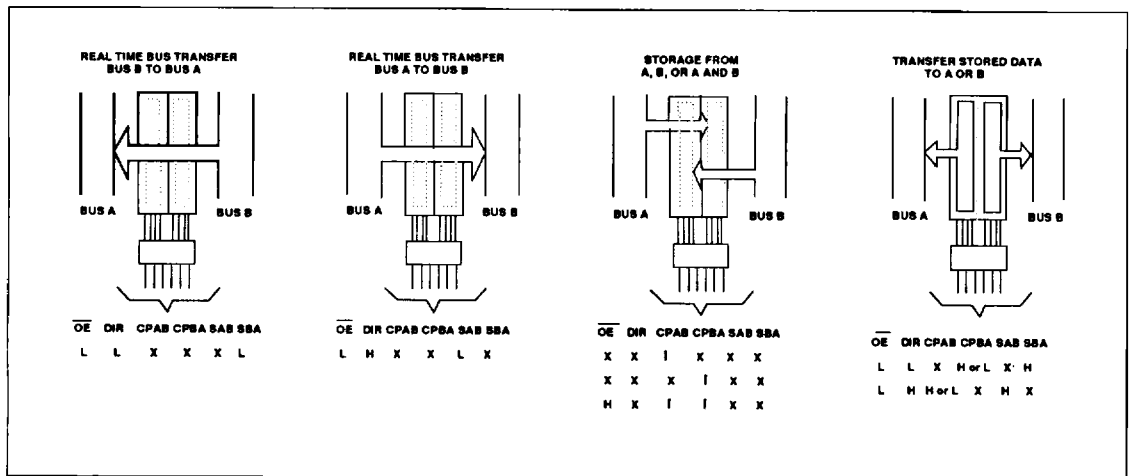 REAL TIME BUS TRANSFER
BUS B TO BUS A
BUS A
BUS B
OE DIR CPAB CPBA SAB SBA
L L X X X L
REAL TIME BUS TRANSFER
BUS A TO BUS B
BUS A
BUS B
OE DIR CPAB CPBA SAB SBA
L H X X L X
STORAGE FROM
A, B, OR A AND B
BUS A
BUS B
OE DIR CPAB CPBA SAB SBA
X X ↑ X X X
X X X ↑ X X
H X ↑ ↑ X X
TRANSFER STORED DATA
TO A OR B
BUS A
BUS B
OE DIR CPAB CPBA SAB SBA
L L X H or L X H
L H H or L X H X